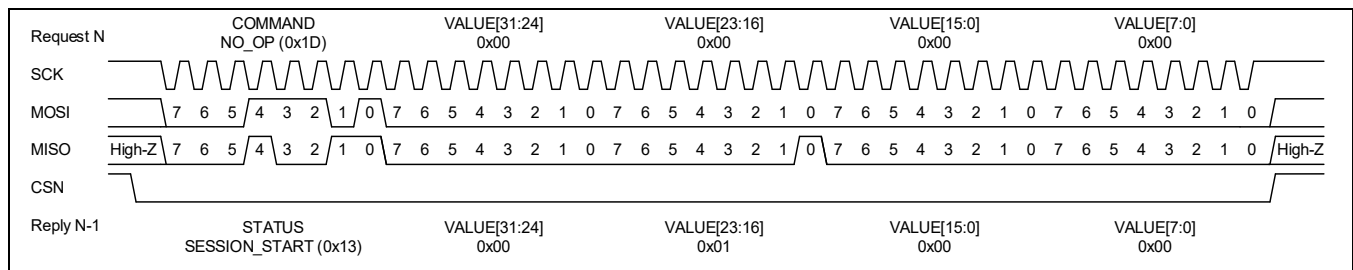 Request N COMMAND VALUE[31:24] VALUE[23:16] VALUE[15:0] VALUE[7:0]
NO_OP (0x1D) 0x00 0x00 0x00 0x00
SCK
MOSI 7 6 5 4 3 2 1 0 7 6 5 4 3 2 1 0 7 6 5 4 3 2 1 0 7 6 5 4 3 2 1 0 7 6 5 4 3 2 1 0
MISO High-Z 7 6 5 4 3 2 1 0 7 6 5 4 3 2 1 0 7 6 5 4 3 2 1 0 7 6 5 4 3 2 1 0 7 6 5 4 3 2 1 0 High-Z
CSN
Reply N-1 STATUS VALUE[31:24] VALUE[23:16] VALUE[15:0] VALUE[7:0]
SESSION_START (0x13) 0x00 0x01 0x00 0x00